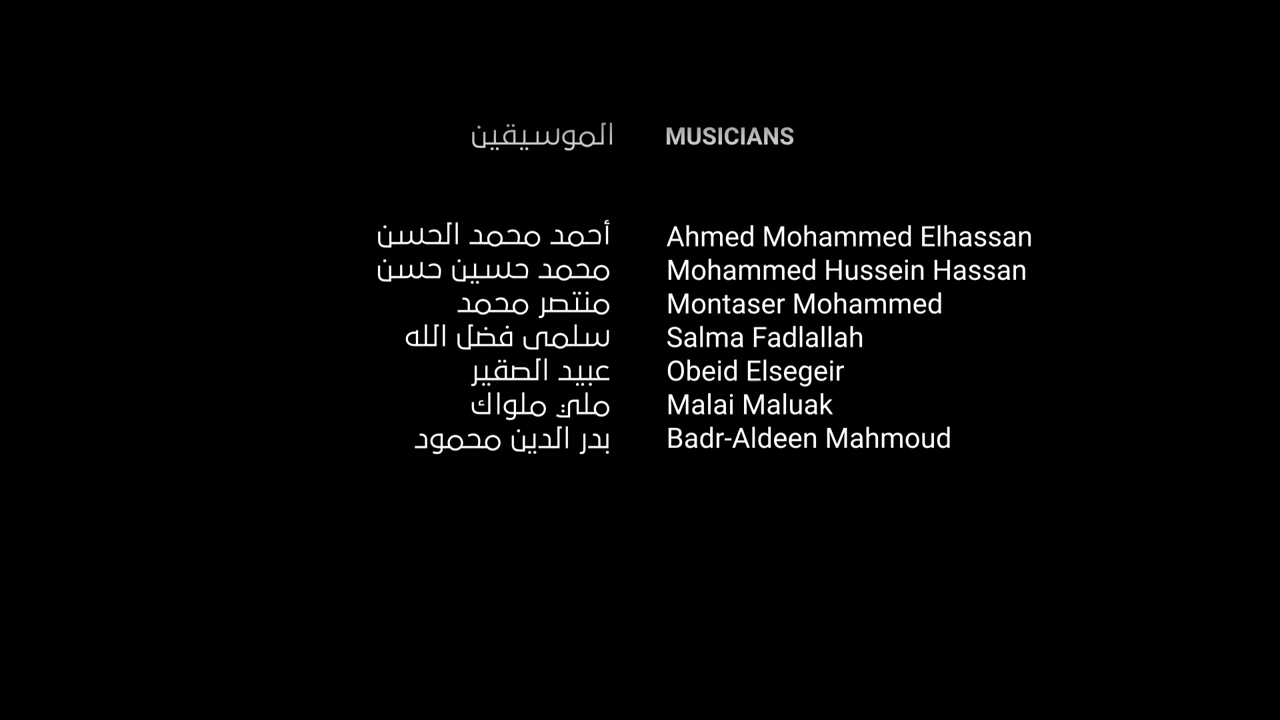 الموسيقين MUSICIANS
أحمد محمد الحسن Ahmed Mohammed Elhassan
محمد حسين حسن Mohammed Hussein Hassan
منتصر محمد Montaser Mohammed
سلمى فضل الله Salma Fadlallah
عبيد الصقير Obeid Elsegeir
ملي ملواك Malai Maluak
بدر الدين محمود Badr-Aldeen Mahmoud